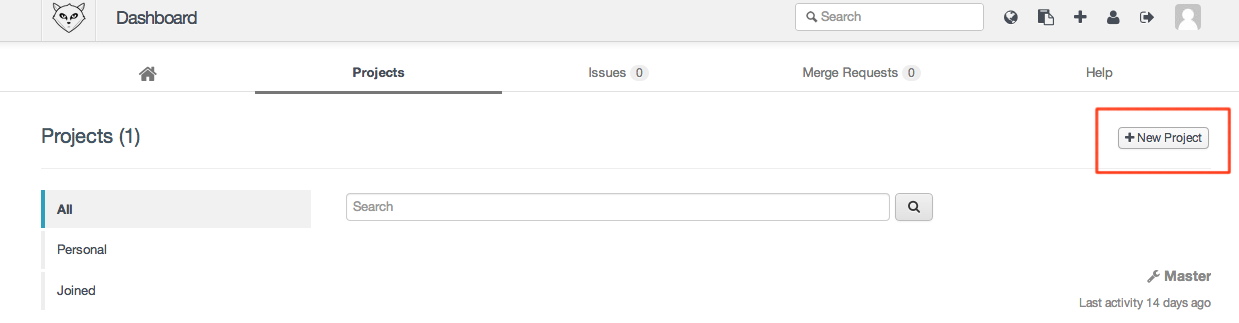 Dashboard
Search
Projects
Issues 0
Merge Requests 0
Help
Projects (1)
New Project
All
Search
Personal
Joined
Master
Last activity 14 days ago